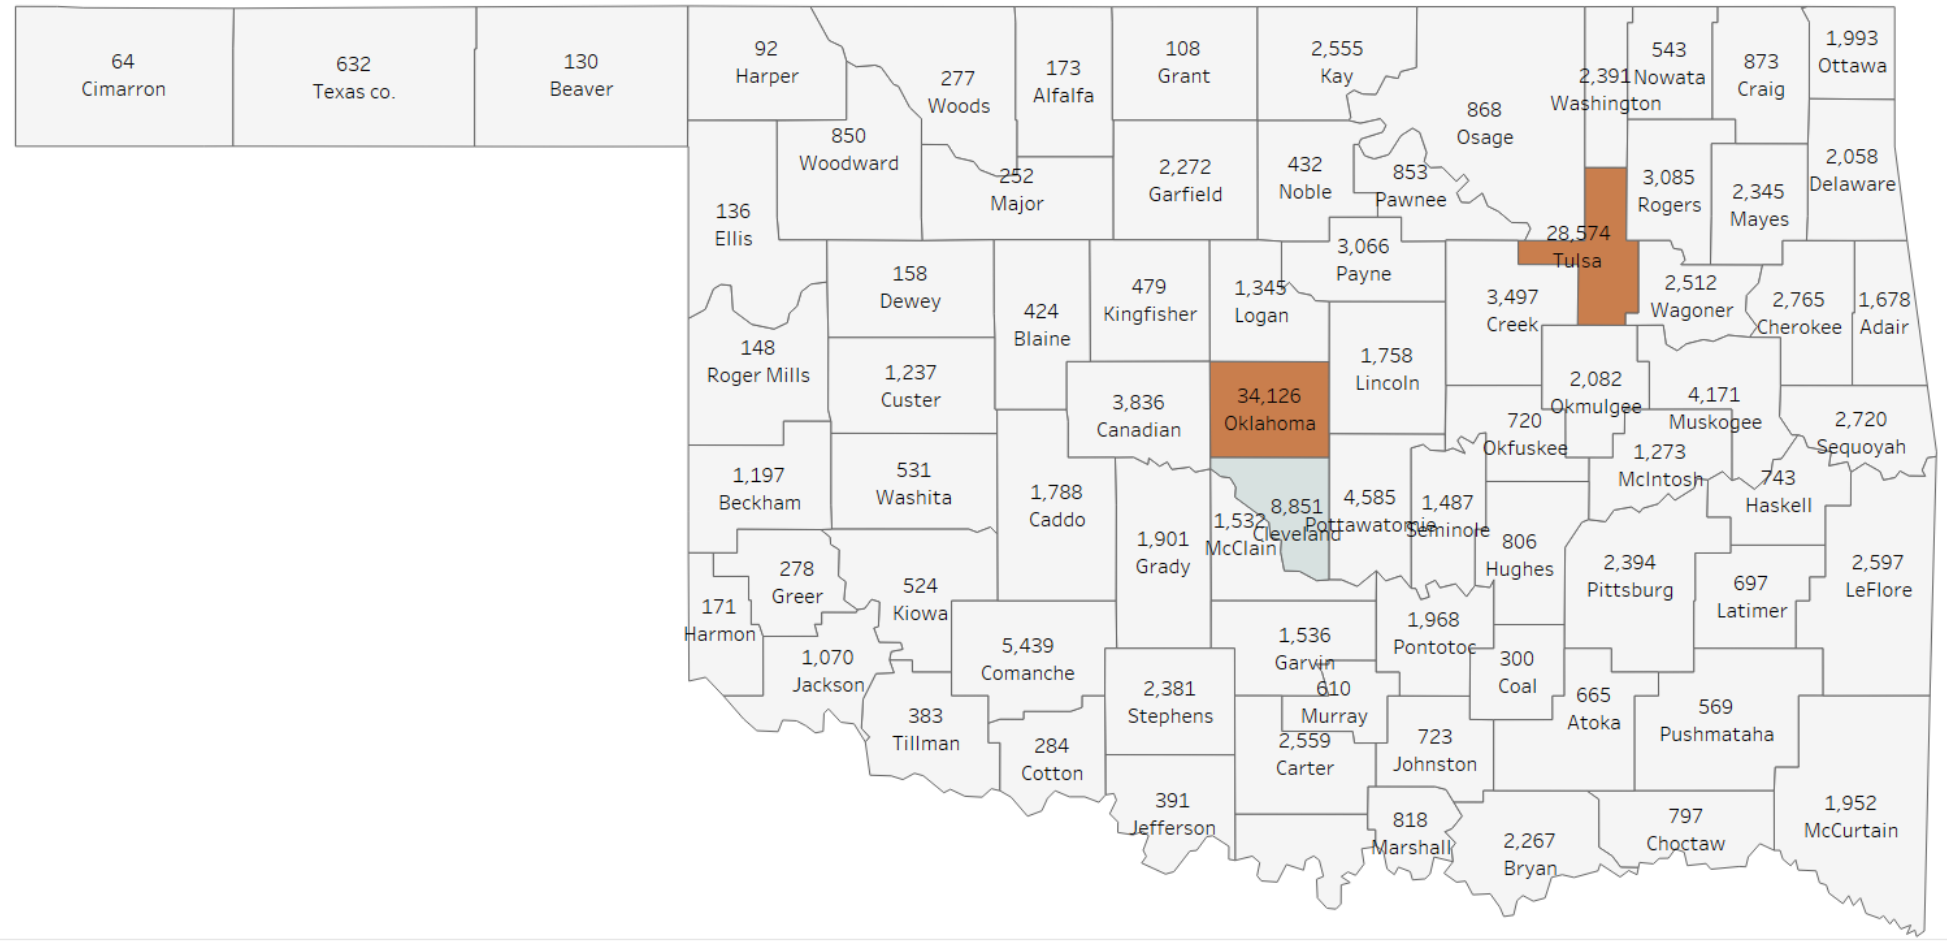 64
Cimarron
632
Texas co.
130
Beaver
92
Harper
277
Woods
173
Alfalfa
108
Grant
2,555
Kay
868
Osage
2,391
Washington
543
Nowata
873
Craig
1,993
Ottawa
850
Woodward
252
Major
2,272
Garfield
432
Noble
853
Pawnee
3,085
Rogers
2,345
Mayes
2,058
Delaware
136
Ellis
158
Dewey
424
Blaine
479
Kingfisher
1,345
Logan
3,066
Payne
3,497
Creek
28,574
Tulsa
2,512
Wagoner
2,765
Cherokee
1,678
Adair
148
Roger Mills
1,237
Custer
3,836
Canadian
34,126
Oklahoma
1,758
Lincoln
720
Okfuskee
2,082
Okmulgee
4,171
Muskogee
2,720
Sequoyah
1,197
Beckham
531
Washita
1,788
Caddo
1,901
Grady
1,532
McClain
8,851
Cleveland
4,585
Pottawatomie
1,487
Seminole
806
Hughes
1,273
McIntosh
743
Haskell
2,394
Pittsburg
697
Latimer
2,597
LeFlore
278
Greer
171
Harmon
524
Kiowa
1,070
Jackson
5,439
Comanche
1,536
Garvin
1,968
Pontotoc
300
Coal
383
Tillman
284
Cotton
2,381
Stephens
610
Murray
2,559
Carter
723
Johnston
665
Atoka
569
Pushmataha
391
Jefferson
818
Marshall
2,267
Bryan
797
Choctaw
1,952
McCurtain